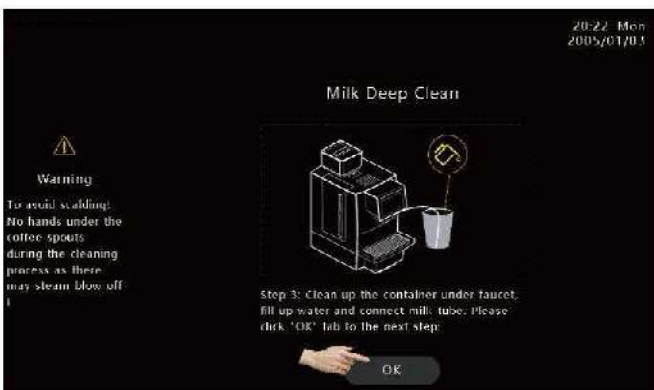 20:22 Mon
2005/01/03
Milk Deep Clean
Warning
To avoid scalding!
No hands under the
coffee spouts
during the cleaning
process as there
may steam blow off
!
Step 3: Clean up the container under faucet,
fill up water and connect milk tube. Please
click "OK" tab to the next step:
OK